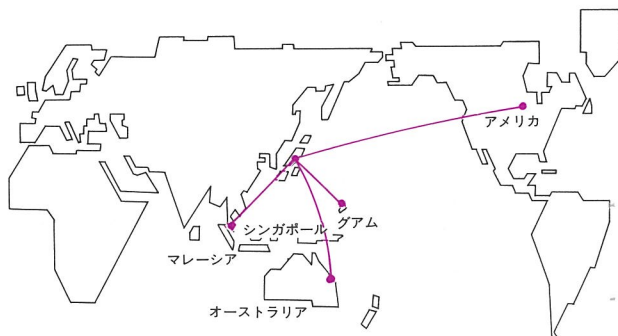 アメリカ
グアム
シンガポール
マレーシア
オーストラリア